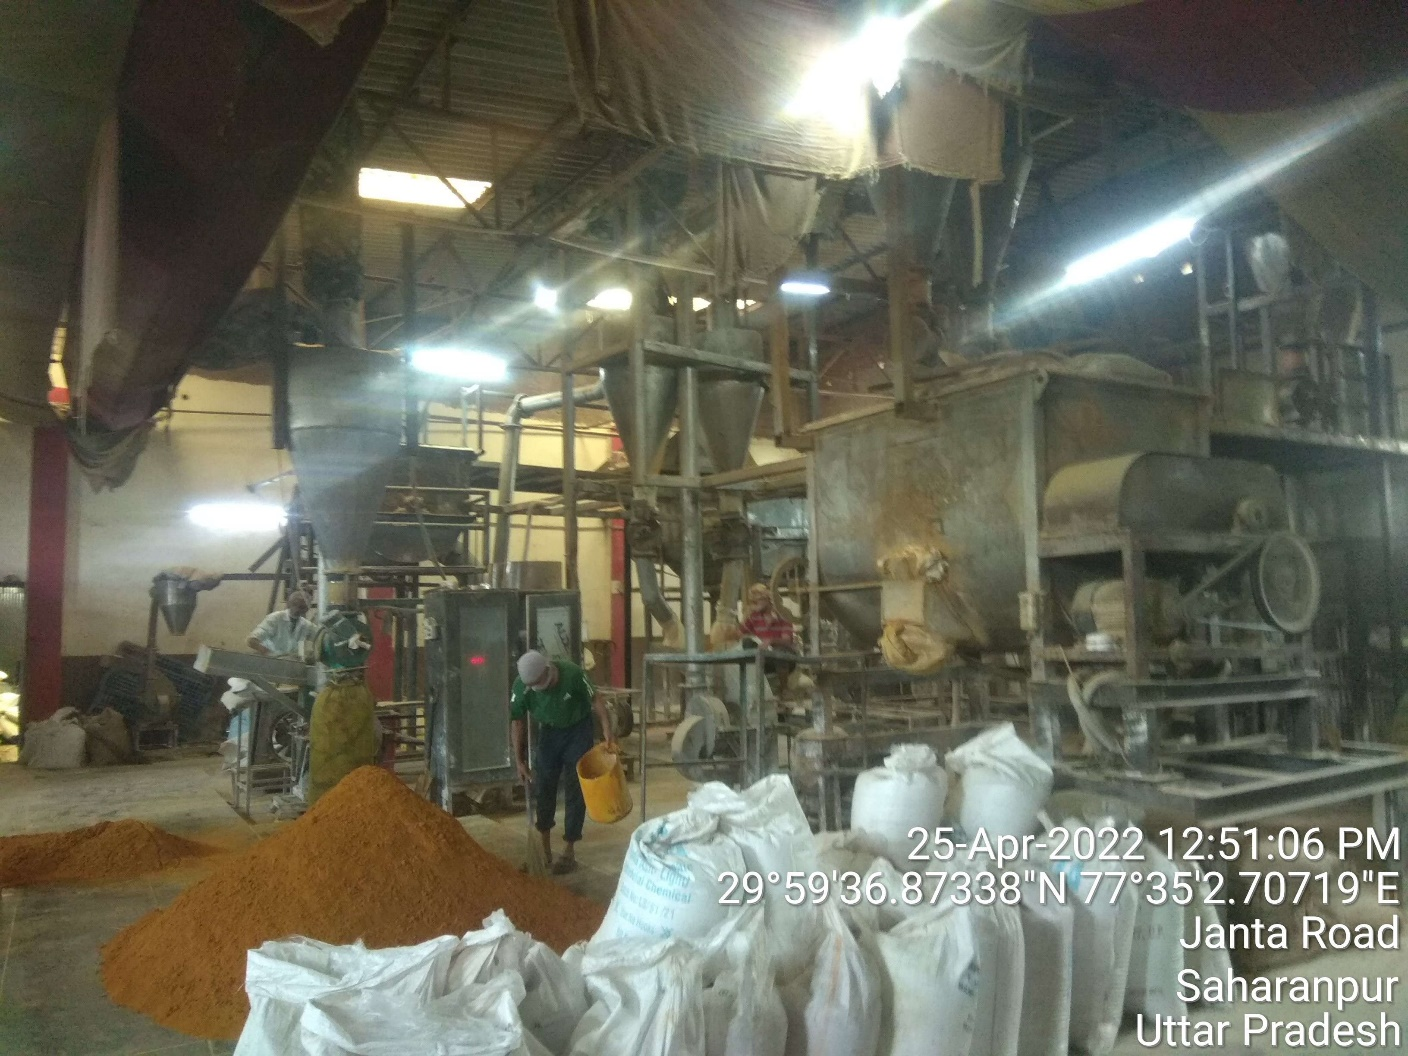 25-Apr-2022 12:51:06 PM
29°59'36.87338"N 77°35'2.70719"E
Janta Road
Saharanpur
Uttar Pradesh
Chemical